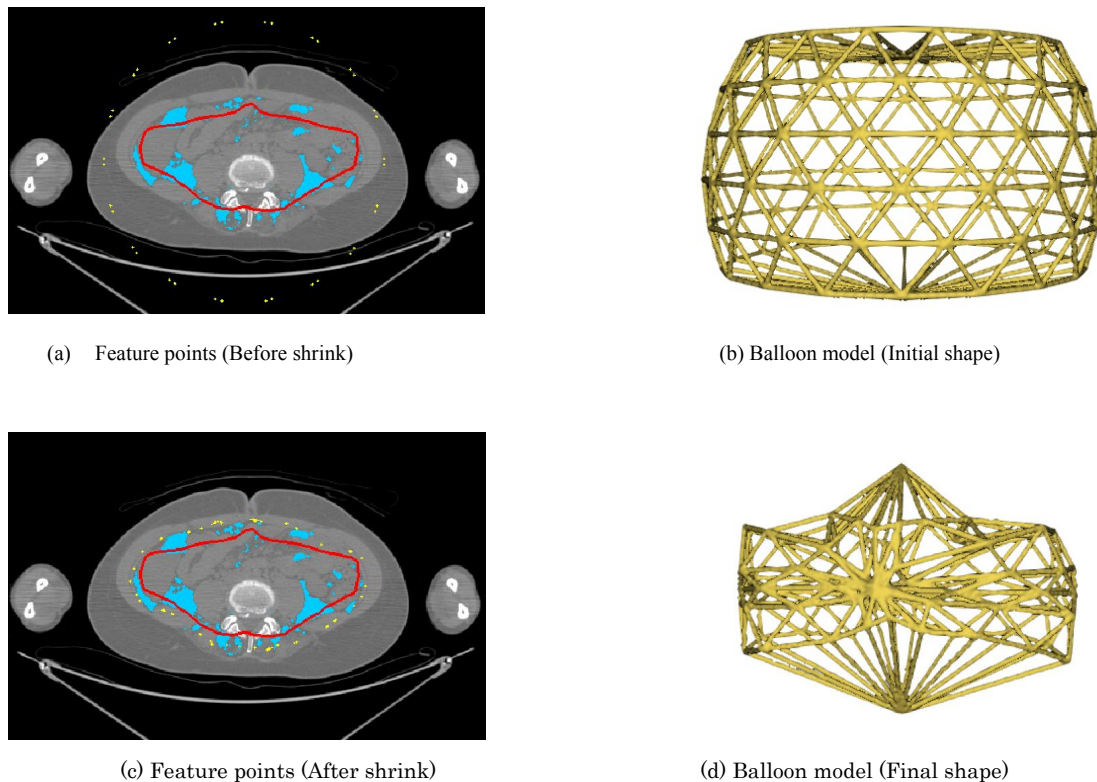 (a) Feature points (Before shrink)
(b) Balloon model (Initial shape)
(c) Feature points (After shrink)
(d) Balloon model (Final shape)